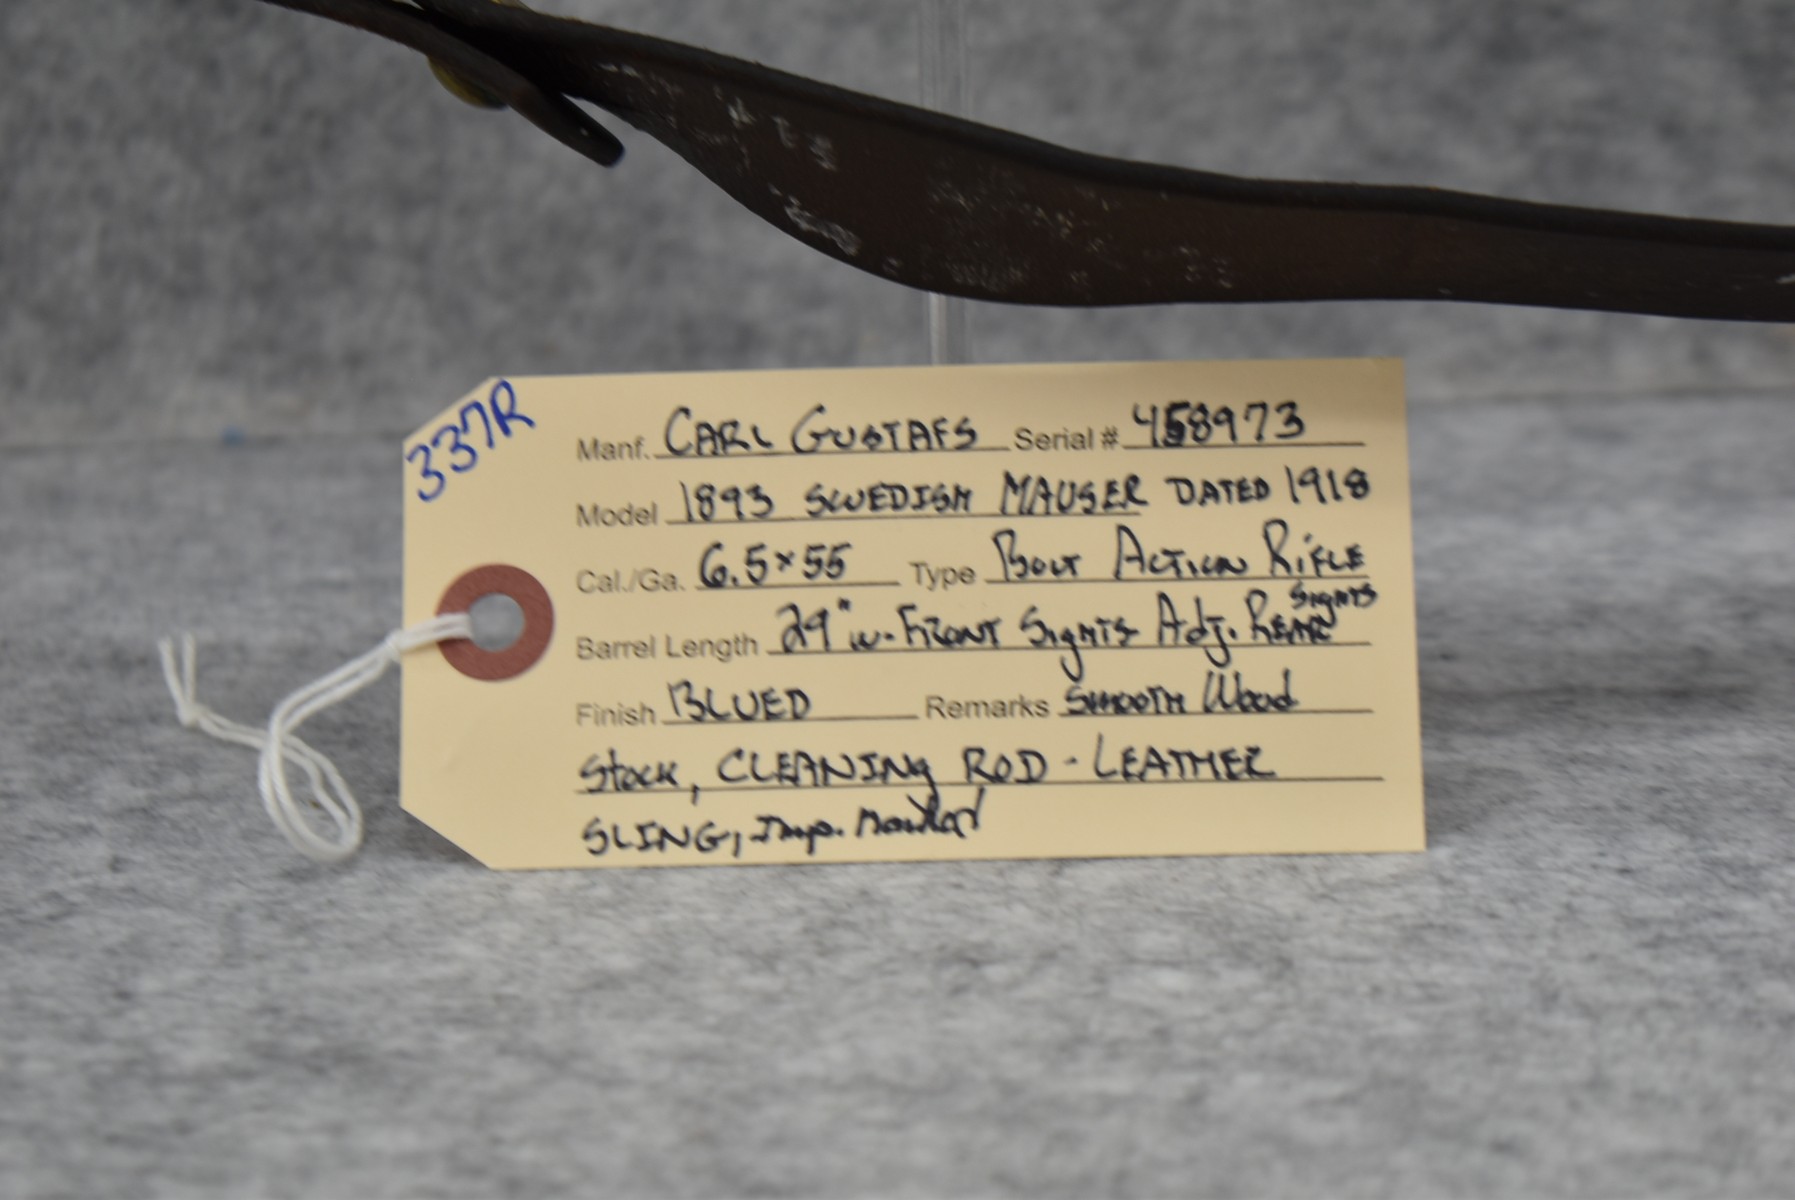 337R
Manf. CARL GUSTAFS Serial # 458973
Model 1893 SWEDISH MAUSER DATED 1918
Cal./Ga. 6.5x55 Type Bolt Action Rifle
Barrel Length 29" w. FRONT Sights Adj. REAR Sights
Finish BLUED Remarks Smooth Wood
Stock, CLEANING ROD - LEATHER
SLING, Imp. Marked